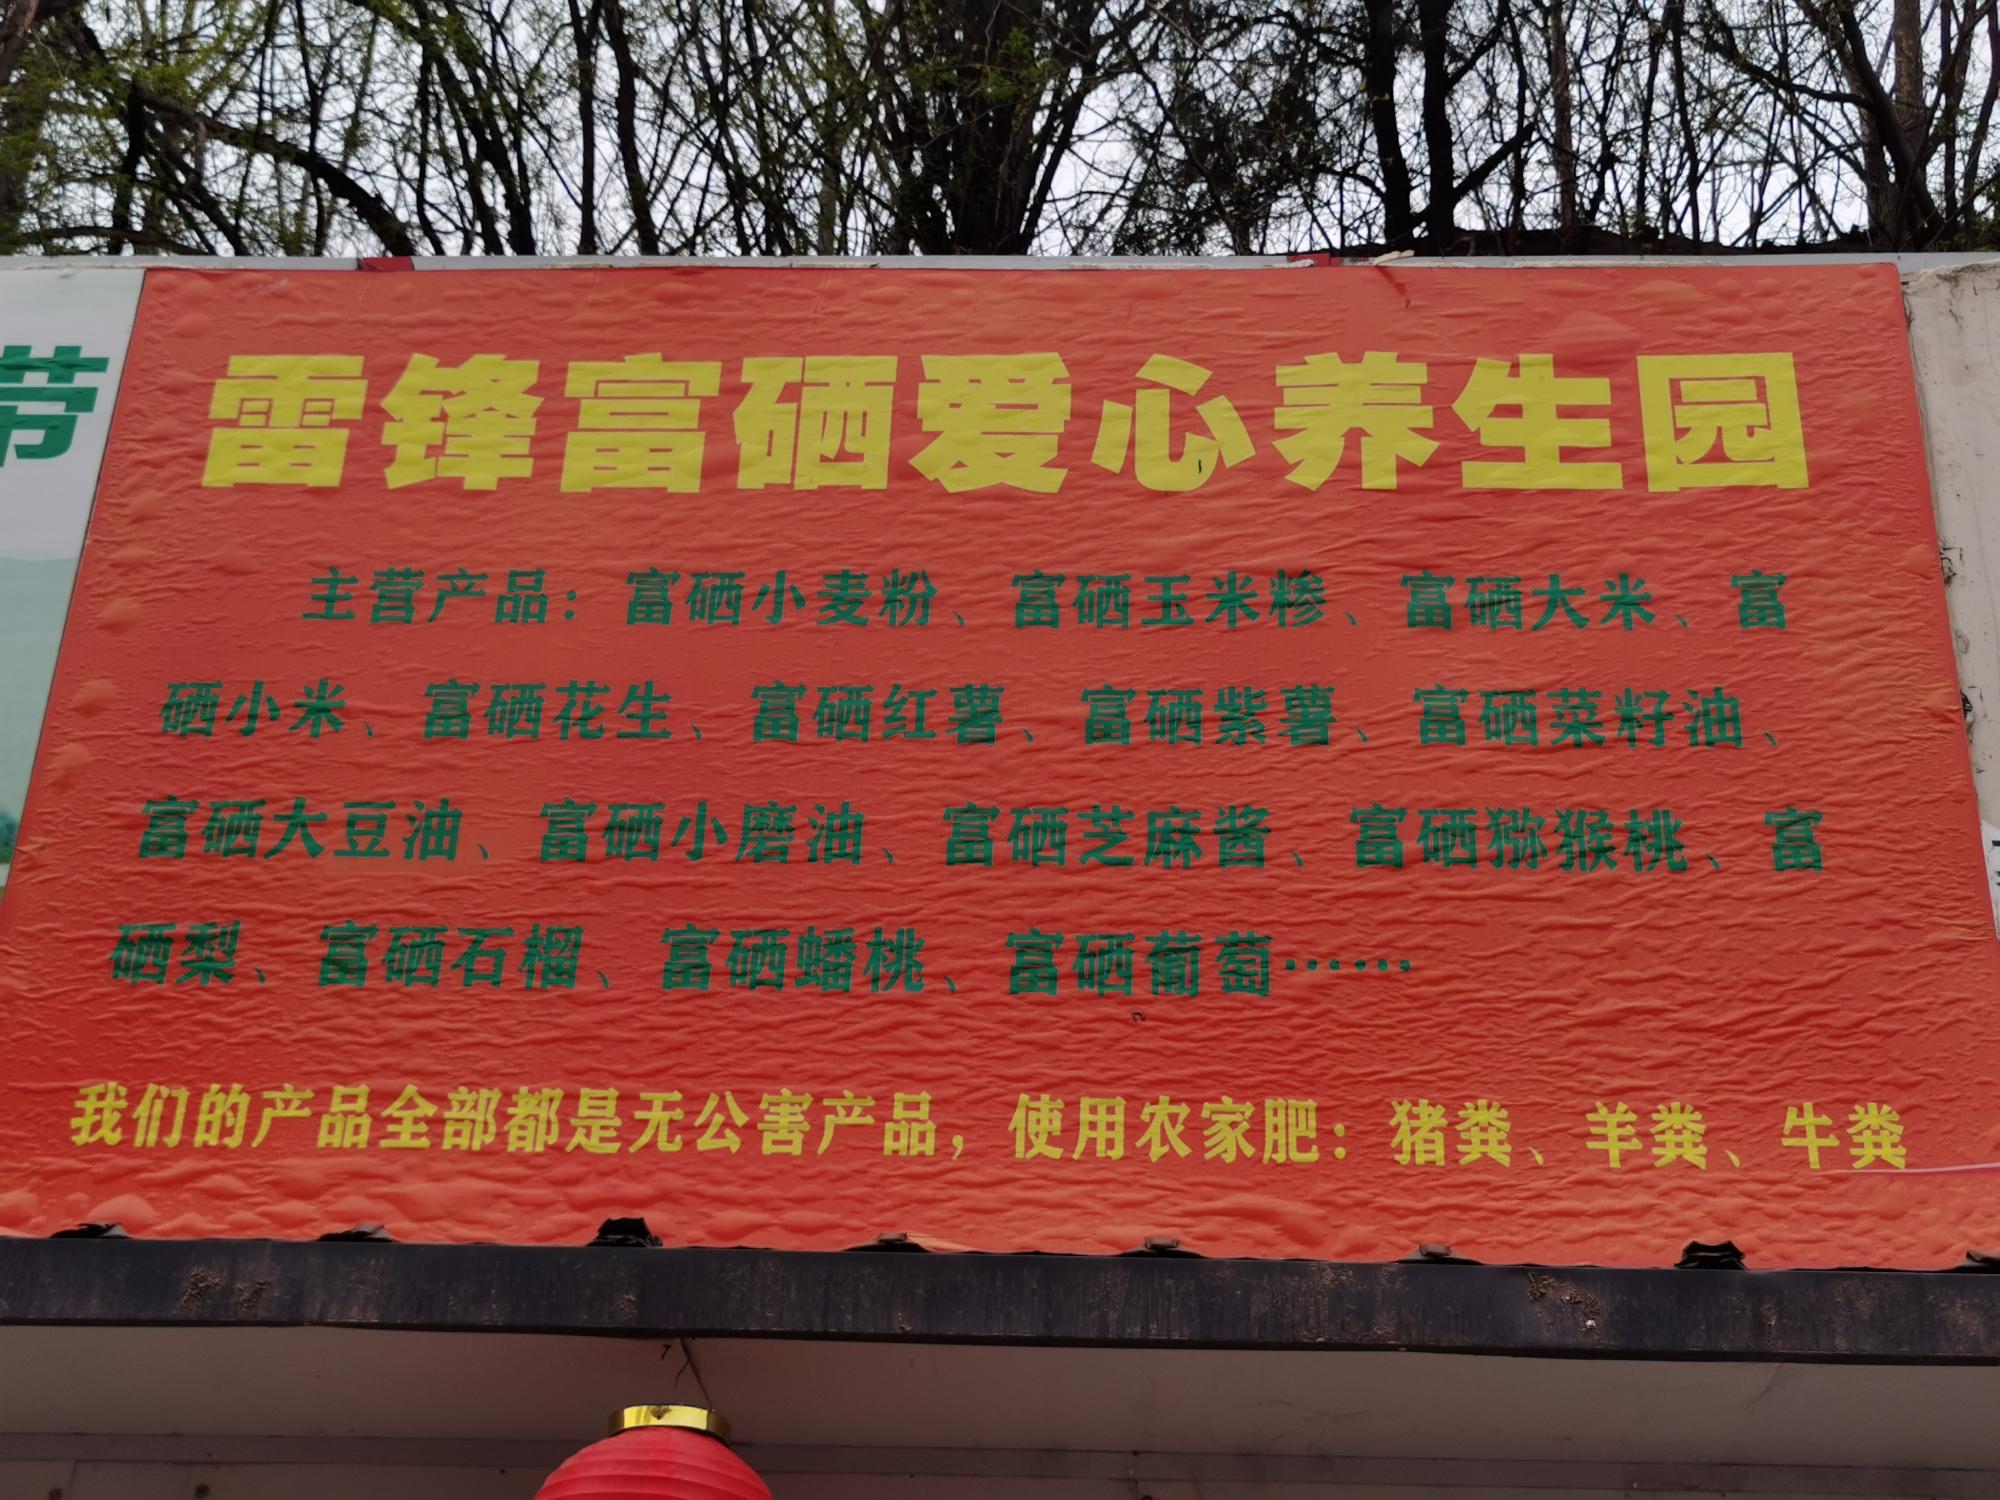 带
雷锋富硒爱心养生园
主营产品：富硒小麦粉、富硒玉米糁、富硒大米、富
硒小米、富硒花生、富硒红薯、富硒紫薯、富硒菜籽油、
富硒大豆油、富硒小磨油、富硒芝麻酱、富硒猕猴桃、富
硒梨、富硒石榴、富硒蟠桃、富硒葡萄……
我们的产品全部都是无公害产品，使用农家肥：猪粪、羊粪、牛粪